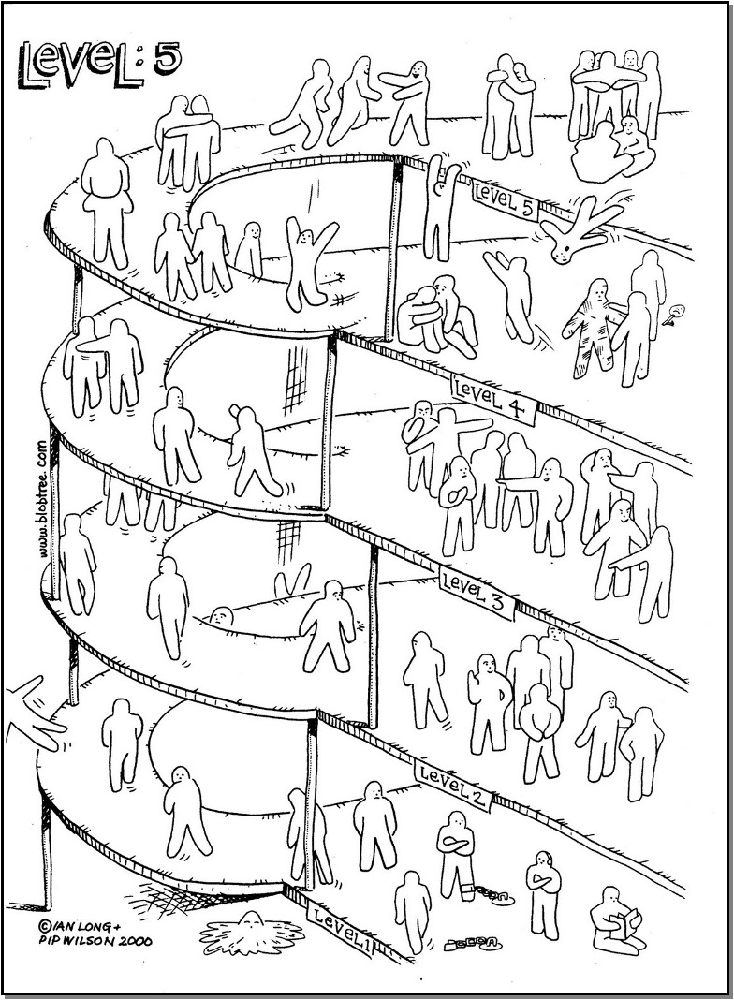 LEVEL: 5
LEVEL 5
LEVEL 4
www.blobtree.com
LEVEL 3
LEVEL 2
LEVEL 1
©IAN LONG +
PIP WILSON 2000